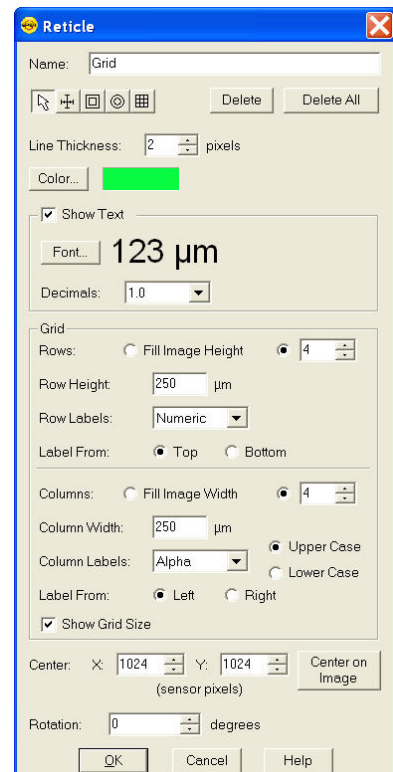 Reticle
Name: Grid
Delete Delete All
Line Thickness: 2 pixels
Color...
Show Text
Font... 123 µm
Decimals: 1.0
Grid
Rows: Fill Image Height 4
Row Height: 250 µm
Row Labels: Numeric
Label From: Top Bottom
Columns: Fill Image Width 4
Column Width: 250 µm
Upper Case
Column Labels: Alpha
Lower Case
Label From: Left Right
Show Grid Size
Center: X: 1024 Y: 1024 Center on Image
(sensor pixels)
Rotation: 0 degrees
OK Cancel Help